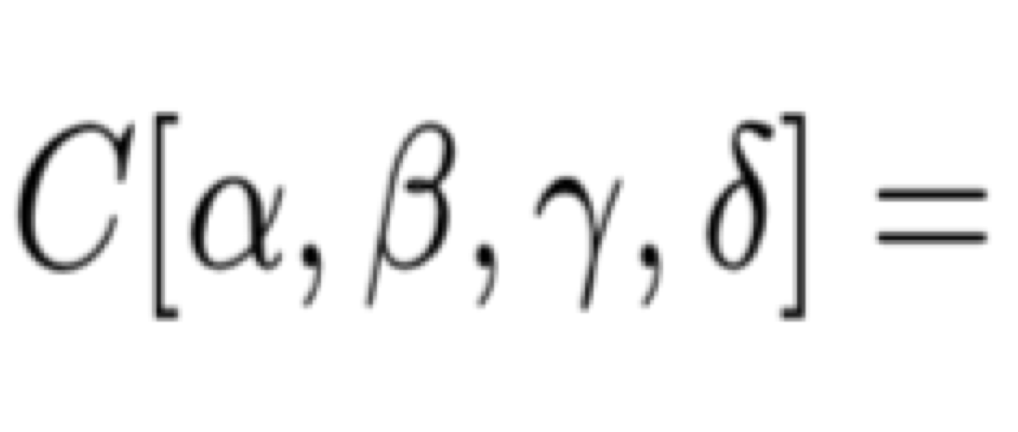 C[α, β, γ, δ] =